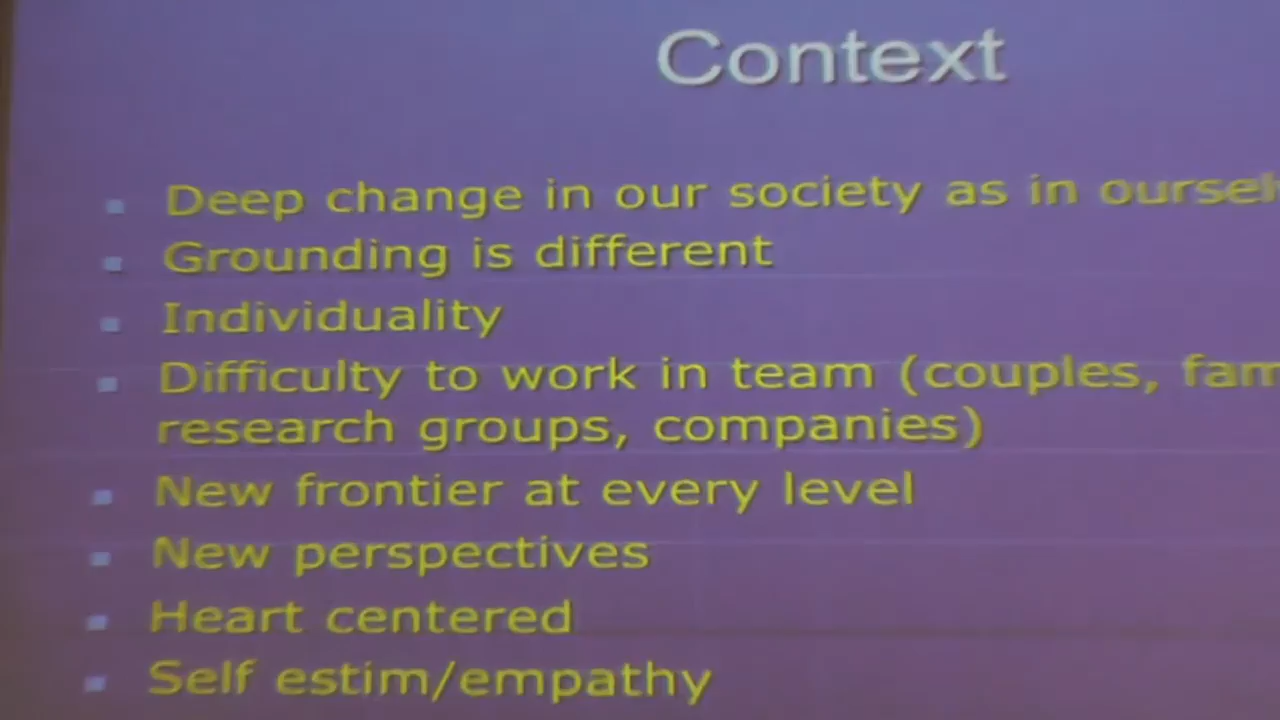 Context
Deep change in our society as in oursel
Grounding is different
Individuality
Difficulty to work in team (couples, fam
research groups, companies)
New frontier at every level
New perspectives
Heart centered
Self estim/empathy